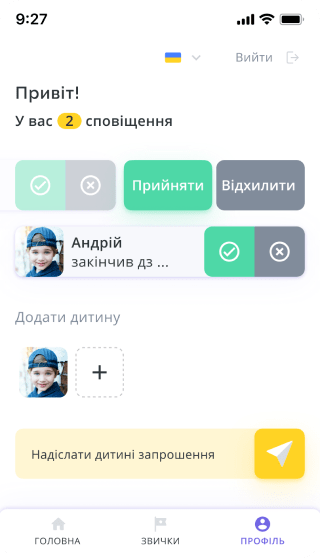 9:27
Вийти
Привіт!
У вас 2 сповіщення
Прийняти Відхилити
Андрій
закінчив дз ...
Додати дитину
+
Надіслати дитині запрошення
ГОЛОВНА ЗВИЧКИ ПРОФІЛЬ